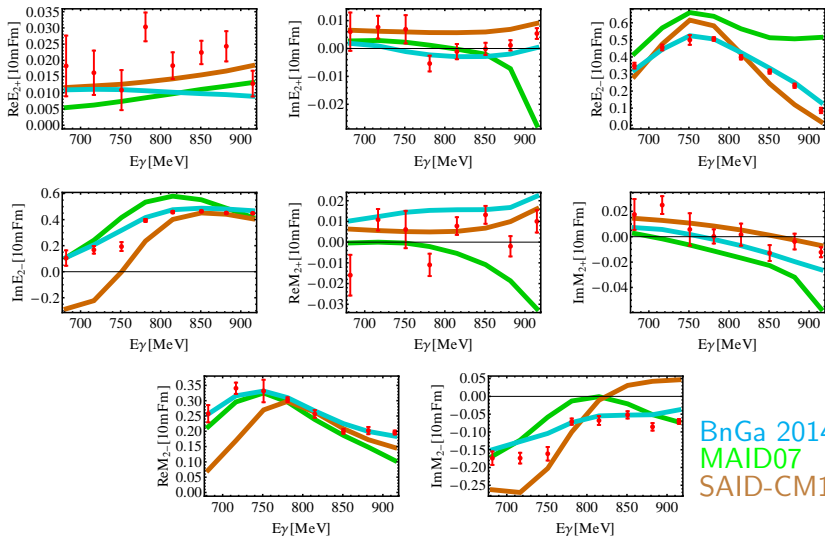 ReE2+ [10mFm]
0.035
0.030
0.025
0.020
0.015
0.010
0.005
0.000
700 750 800 850 900
Eγ[MeV]
ImE2+ [10mFm]
0.01
0.00
-0.01
-0.02
700 750 800 850 900
Eγ[MeV]
ReE2- [10mFm]
0.6
0.5
0.4
0.3
0.2
0.1
0.0
700 750 800 850 900
Eγ[MeV]
ImE2- [10mFm]
0.6
0.4
0.2
0.0
-0.2
700 750 800 850 900
Eγ[MeV]
ReM2+ [10mFm]
0.02
0.01
0.00
-0.01
-0.02
-0.03
700 750 800 850 900
Eγ[MeV]
ImM2+ [10mFm]
0.02
0.00
-0.02
-0.04
700 750 800 850 900
Eγ[MeV]
ReM2- [10mFm]
0.35
0.30
0.25
0.20
0.15
0.10
0.05
0.00
700 750 800 850 900
Eγ[MeV]
ImM2- [10mFm]
0.05
0.00
-0.05
-0.10
-0.15
-0.20
-0.25
700 750 800 850 900
Eγ[MeV]
BnGa 2014
MAID07
SAID-CM1